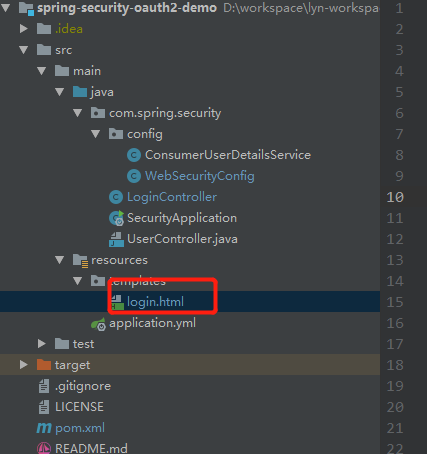 spring-security-oauth2-demo D:\workspace\lyn-workspa 1
.idea 2
src 3
main 4
java 5
com.spring.security 6
config 7
ConsumerUserDetailsService 8
WebSecurityConfig 9
LoginController 10
SecurityApplication 11
UserController.java 12
resources 13
templates 14
login.html 15
application.yml 16
test 17
target 18
.gitignore 19
LICENSE 20
pom.xml 21
README.md 22